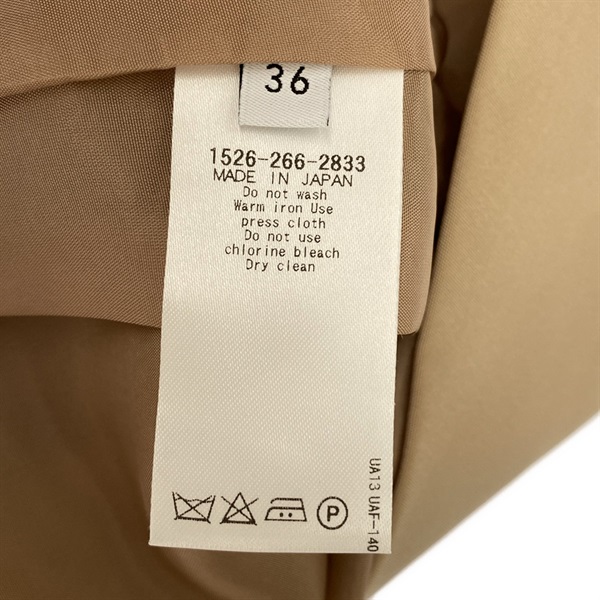 36
1526-266-2833
MADE IN JAPAN
Do not wash
Warm iron Use
press cloth
Do not use
chlorine bleach
Dry clean
P
UA13 UAF-140